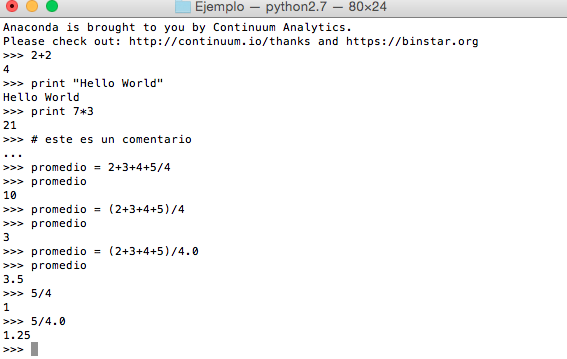 Ejemplo — python2.7 — 80×24
Anaconda is brought to you by Continuum Analytics.
Please check out: http://continuum.io/thanks and https://binstar.org
>>> 2+2
4
>>> print "Hello World"
Hello World
>>> print 7*3
21
>>> # este es un comentario
...
>>> promedio = 2+3+4+5/4
>>> promedio
10
>>> promedio = (2+3+4+5)/4
>>> promedio
3
>>> promedio = (2+3+4+5)/4.0
>>> promedio
3.5
>>> 5/4
1
>>> 5/4.0
1.25
>>>